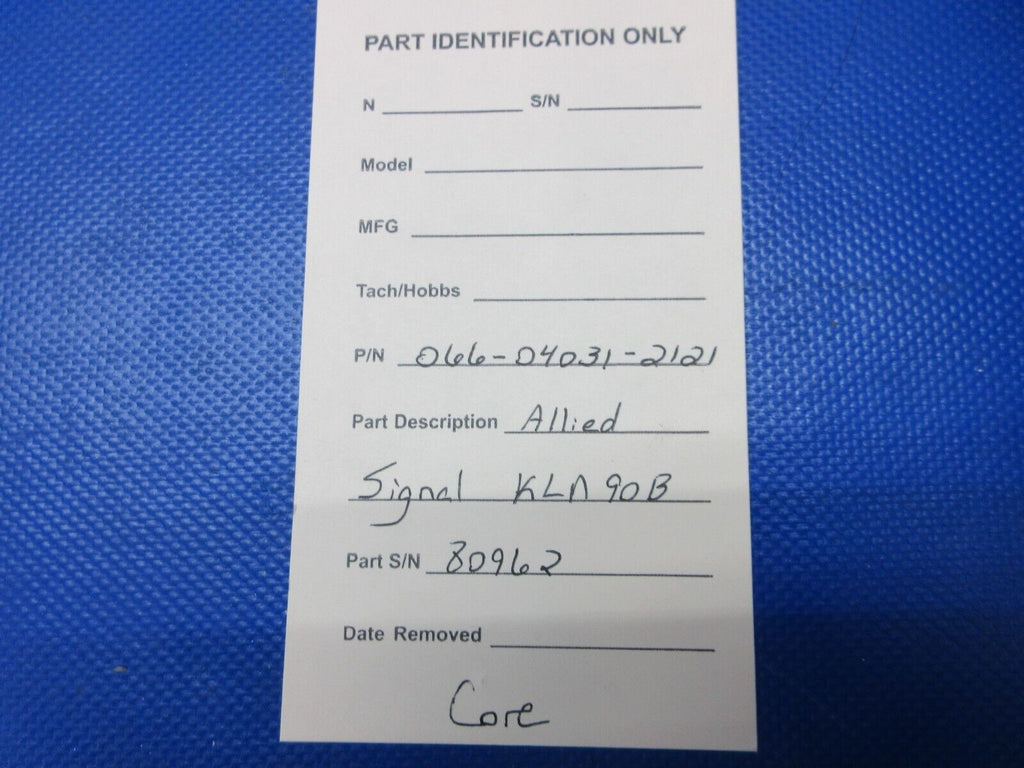 PART IDENTIFICATION ONLY
N S/N
Model
MFG
Tach/Hobbs
P/N 066-04031-2121
Part Description Allied
Signal KLN 90B
Part S/N 80962
Date Removed
Core